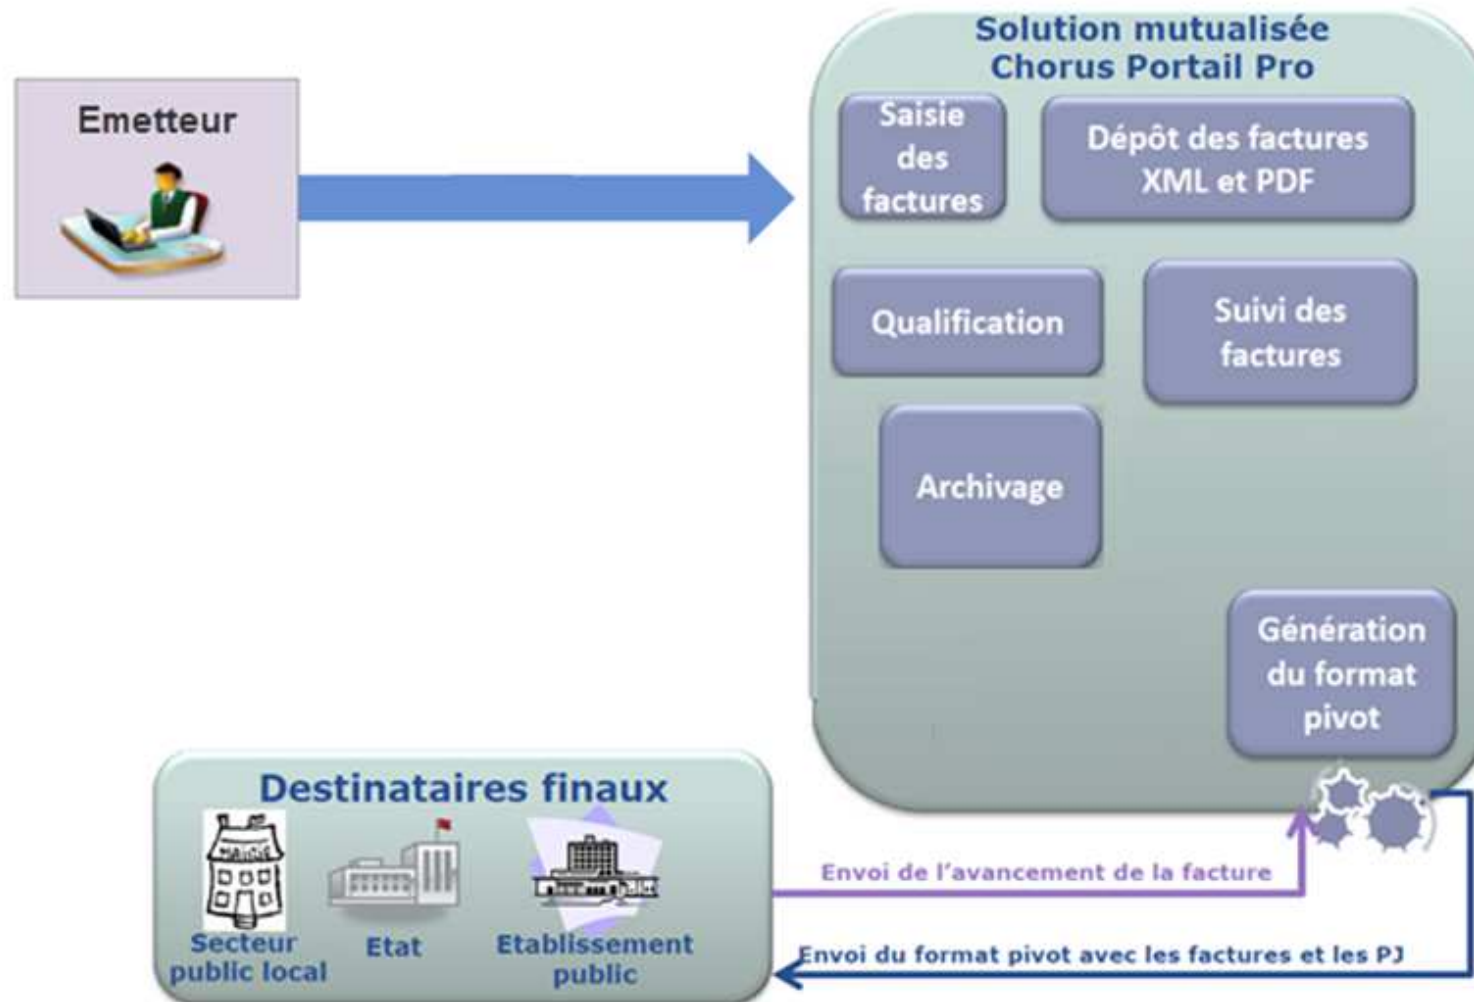 Solution mutualisée
Chorus Portail Pro
Emetteur
Saisie
des
factures
Dépôt des factures
XML et PDF
Qualification
Suivi des
factures
Archivage
Génération
du format
pivot
Destinataires finaux
MAIRIE
Secteur
public local
Etat
Etablissement
public
Envoi de l'avancement de la facture
Envoi du format pivot avec les factures et les PJ